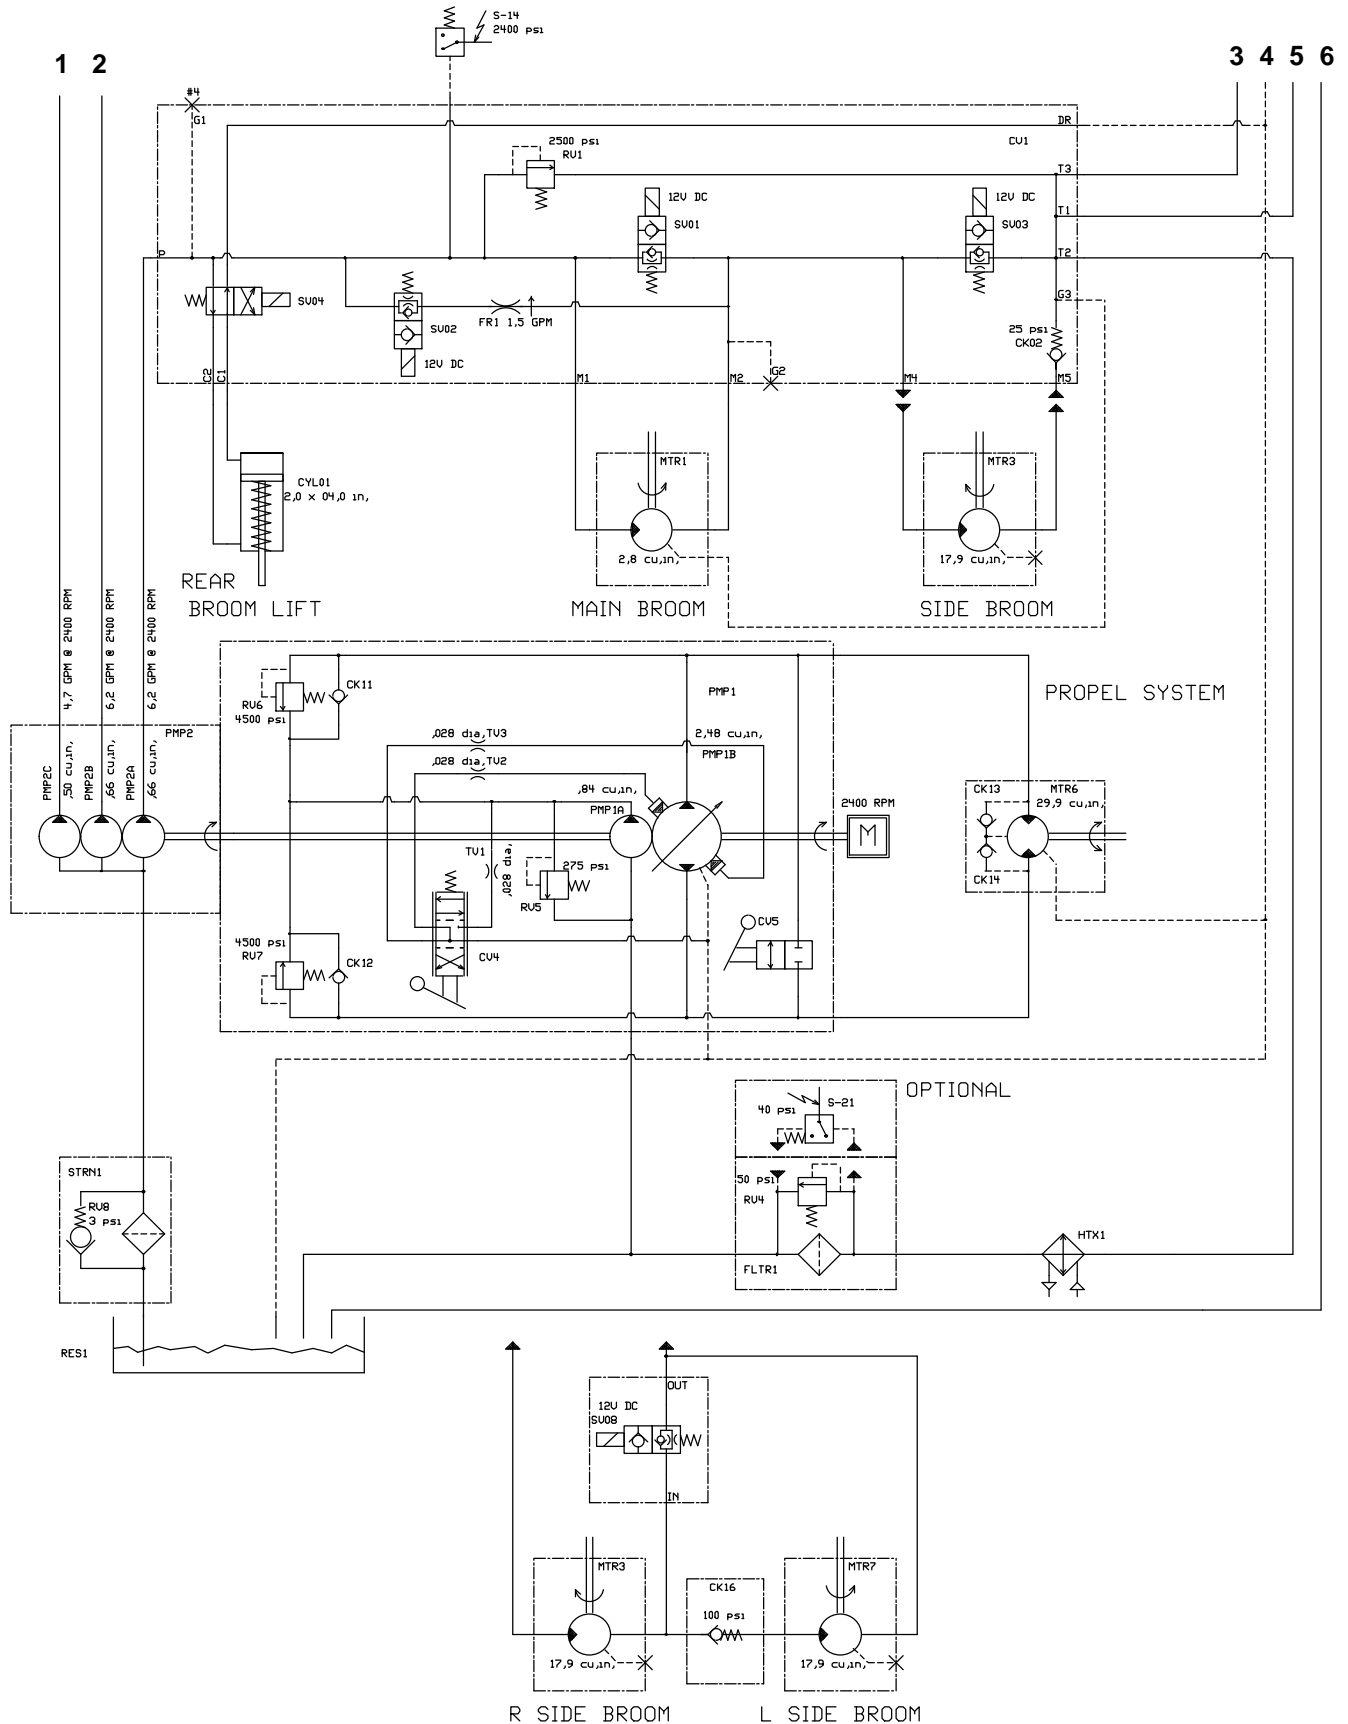 S-14
2400 psi
1 2
3 4 5 6
#4
G1
DR
2500 psi
RV1
CV1
T3
12V DC
12V DC
T1
SV01
SV03
P
T2
SV04
G3
SV02
FR1 1,5 GPM
25 psi
CK02
12V DC
C2
C1
M1
M2
G2
M4
M5
MTR1
MTR3
CYL01
2,0 x 04,0 in,
2,8 cu,in,
17,9 cu,in,
REAR
BROOM LIFT
MAIN BROOM
SIDE BROOM
4,7 GPM @ 2400 RPM
6,2 GPM @ 2400 RPM
6,2 GPM @ 2400 RPM
CK11
RV6
4500 psi
PMP1
PROPEL SYSTEM
PMP2
,028 dia,TV3
2,48 cu,in,
PMP1B
,028 dia,TV2
PMP2C
,50 cu,in,
PMP2B
,66 cu,in,
PMP2A
,66 cu,in,
,84 cu,in,
PMP1A
2400 RPM
M
CK13
MTR6
29,9 cu,in,
TV1
,028 dia,
275 psi
RV5
CK14
CV5
4500 psi
RV7
CK12
CV4
OPTIONAL
40 psi
S-21
STRN1
50 psi
RV4
RV8
3 psi
FLTR1
HTX1
RES1
OUT
12V DC
SV08
IN
MTR3
CK16
MTR7
100 psi
17,9 cu,in,
17,9 cu,in,
R SIDE BROOM
L SIDE BROOM